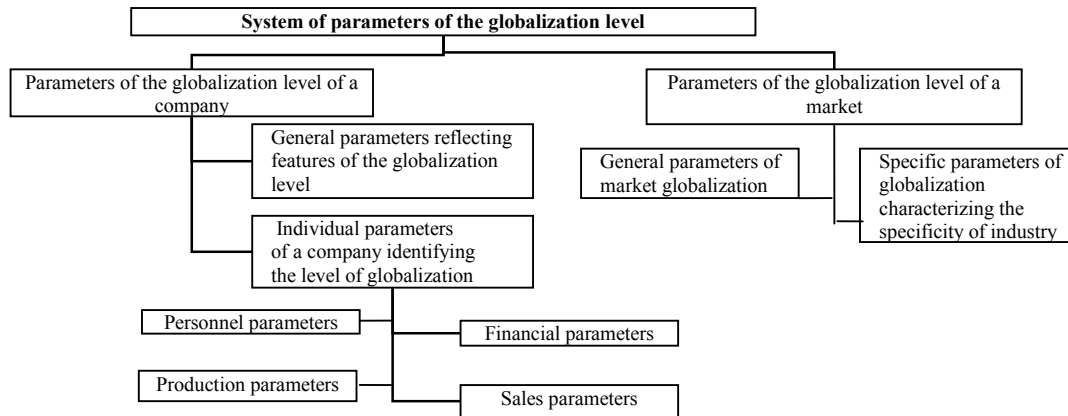 System of parameters of the globalization level
Parameters of the globalization level of a
company
Parameters of the globalization level of a
market
General parameters reflecting
features of the globalization
level
General parameters of
market globalization
Specific parameters of
globalization
characterizing the
specificity of industry
Individual parameters
of a company identifying
the level of globalization
Personnel parameters
Financial parameters
Production parameters
Sales parameters